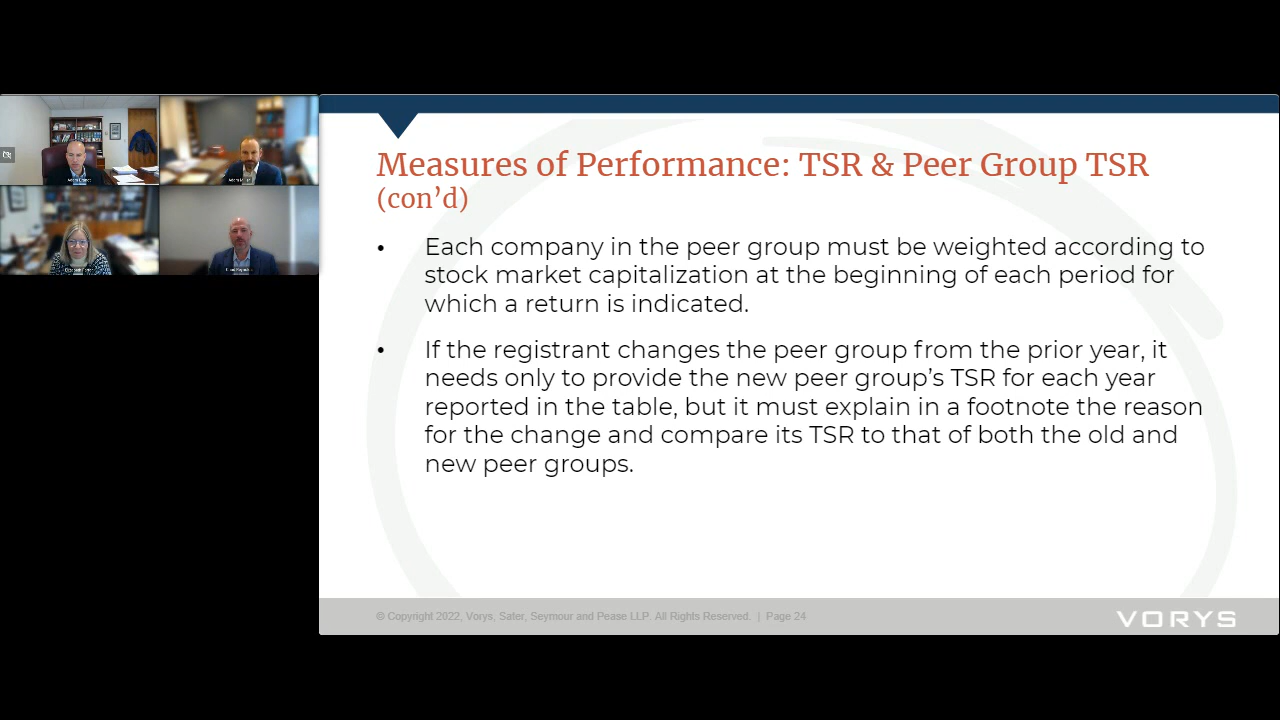 Measures of Performance: TSR & Peer Group TSR
(con’d)
• Each company in the peer group must be weighted according to
stock market capitalization at the beginning of each period for
which a return is indicated.
• If the registrant changes the peer group from the prior year, it
needs only to provide the new peer group’s TSR for each year
reported in the table, but it must explain in a footnote the reason
for the change and compare its TSR to that of both the old and
new peer groups.
© Copyright 2022, Vorys, Sater, Seymour and Pease LLP. All Rights Reserved. | Page 24
VORYS